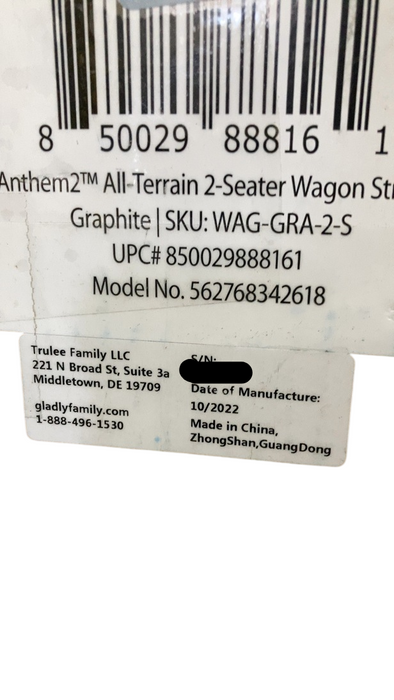 8 50029 88816 1
Anthem2™ All-Terrain 2-Seater Wagon
Graphite | SKU: WAG-GRA-2-S
UPC# 850029888161
Model No. 562768342618
Trulee Family LLC
221 N Broad St, Suite 3a
Middletown, DE 19709
gladlyfamily.com
1-888-496-1530
S/N:
Date of Manufacture:
10/2022
Made in China,
ZhongShan,GuangDong